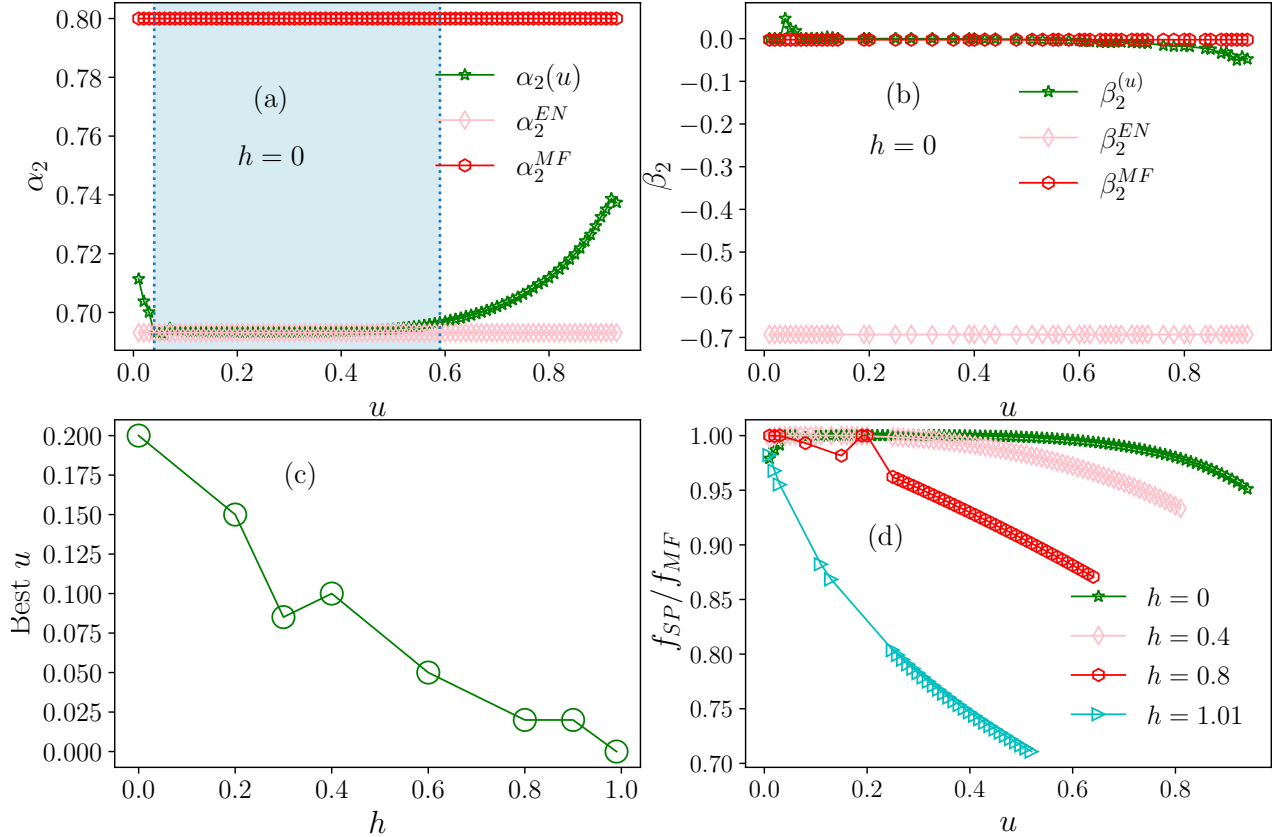 0.80
0.78
0.76
0.74
0.72
0.70
α₂
(a)
h = 0
α₂(u)
α₂^{EN}
α₂^{MF}
0.0 0.2 0.4 0.6 0.8
u
0.0
−0.1
−0.2
−0.3
−0.4
−0.5
−0.6
−0.7
β₂
(b)
h = 0
β₂^{(u)}
β₂^{EN}
β₂^{MF}
0.0 0.2 0.4 0.6 0.8
u
0.200
0.175
0.150
0.125
0.100
0.075
0.050
0.025
0.000
Best u
(c)
0.0 0.2 0.4 0.6 0.8 1.0
h
1.00
0.95
0.90
0.85
0.80
0.75
0.70
f_{SP}/f_{MF}
(d)
h = 0
h = 0.4
h = 0.8
h = 1.01
0.0 0.2 0.4 0.6 0.8
u